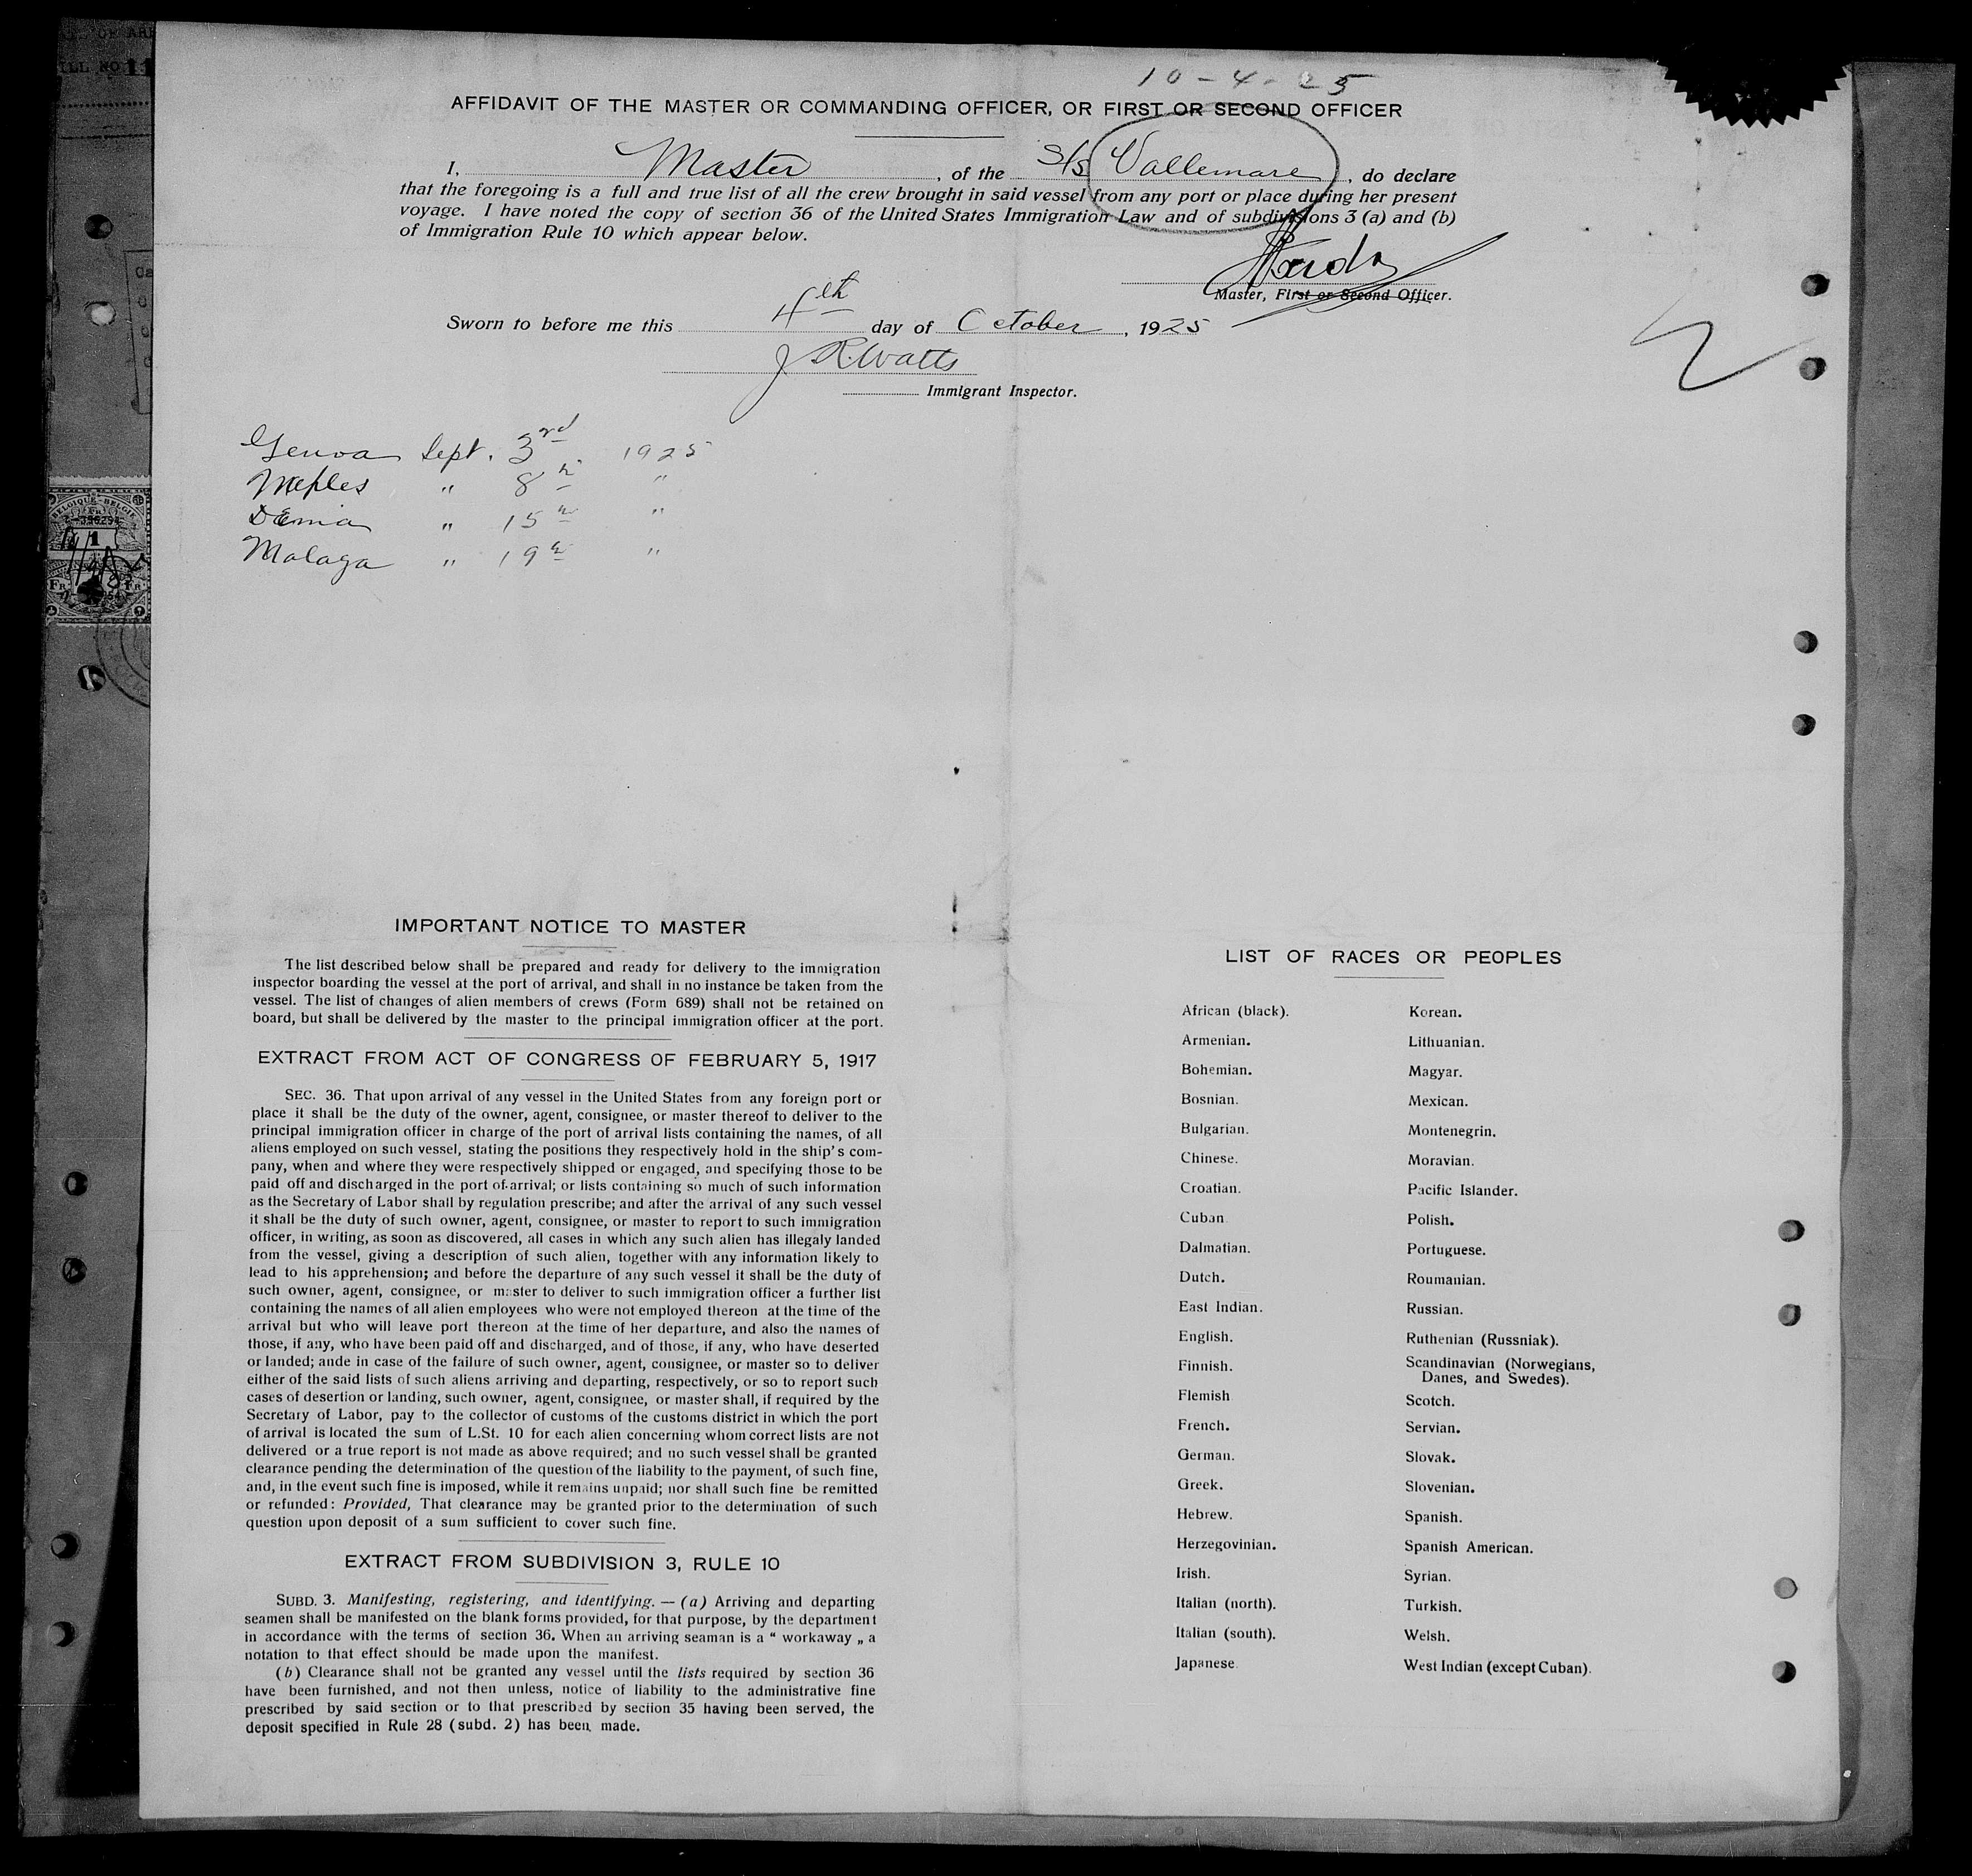 10-4-25
AFFIDAVIT OF THE MASTER OR COMMANDING OFFICER, OR FIRST OR SECOND OFFICER
I, Master, of the S/S Vallemare, do declare
that the foregoing is a full and true list of all the crew brought in said vessel from any port or place during her present
voyage. I have noted the copy of section 36 of the United States Immigration Law and of subdivisions 3 (a) and (b)
of Immigration Rule 10 which appear below.
Master, First or Second Officer.
Sworn to before me this 4th day of October, 1925
J R. Watts
Immigrant Inspector.
Genoa Sept. 3rd 1925
Neples " 8th "
Denia " 15th "
Malaga " 19th "
IMPORTANT NOTICE TO MASTER
The list described below shall be prepared and ready for delivery to the immigration
inspector boarding the vessel at the port of arrival, and shall in no instance be taken from the
vessel. The list of changes of alien members of crews (Form 689) shall not be retained on
board, but shall be delivered by the master to the principal immigration officer at the port.
EXTRACT FROM ACT OF CONGRESS OF FEBRUARY 5, 1917
SEC. 36. That upon arrival of any vessel in the United States from any foreign port or
place it shall be the duty of the owner, agent, consignee, or master thereof to deliver to the
principal immigration officer in charge of the port of arrival lists containing the names, of all
aliens employed on such vessel, stating the positions they respectively hold in the ship's com-
pany, when and where they were respectively shipped or engaged, and specifying those to be
paid off and discharged in the port of arrival; or lists containing so much of such information
as the Secretary of Labor shall by regulation prescribe; and after the arrival of any such vessel
it shall be the duty of such owner, agent, consignee, or master to report to such immigration
officer, in writing, as soon as discovered, all cases in which any such alien has illegaly landed
from the vessel, giving a description of such alien, together with any information likely to
lead to his apprehension; and before the departure of any such vessel it shall be the duty of
such owner, agent, consignee, or master to deliver to such immigration officer a further list
containing the names of all alien employees who were not employed thereon at the time of the
arrival but who will leave port thereon at the time of her departure, and also the names of
those, if any, who have been paid off and discharged, and of those, if any, who have deserted
or landed; ande in case of the failure of such owner, agent, consignee, or master so to deliver
either of the said lists of such aliens arriving and departing, respectively, or so to report such
cases of desertion or landing, such owner, agent, consignee, or master shall, if required by the
Secretary of Labor, pay to the collector of customs of the customs district in which the port
of arrival is located the sum of L.St. 10 for each alien concerning whom correct lists are not
delivered or a true report is not made as above required; and no such vessel shall be granted
clearance pending the determination of the question of the liability to the payment, of such fine,
and, in the event such fine is imposed, while it remains unpaid; nor shall such fine be remitted
or refunded: Provided, That clearance may be granted prior to the determination of such
question upon deposit of a sum sufficient to cover such fine.
EXTRACT FROM SUBDIVISION 3, RULE 10
SUBD. 3. Manifesting, registering, and identifying. — (a) Arriving and departing
seamen shall be manifested on the blank forms provided, for that purpose, by the department
in accordance with the terms of section 36. When an arriving seaman is a “ workaway „ a
notation to that effect should be made upon the manifest.
(b) Clearance shall not be granted any vessel until the lists required by section 36
have been furnished, and not then unless, notice of liability to the administrative fine
prescribed by said section or to that prescribed by section 35 having been served, the
deposit specified in Rule 28 (subd. 2) has been made.
LIST OF RACES OR PEOPLES
African (black).
Armenian.
Bohemian.
Bosnian.
Bulgarian.
Chinese.
Croatian.
Cuban
Dalmatian.
Dutch.
East Indian.
English.
Finnish.
Flemish
French.
German.
Greek.
Hebrew.
Herzegovinian.
Irish.
Italian (north).
Italian (south).
Japanese.
Korean.
Lithuanian.
Magyar.
Mexican.
Montenegrin.
Moravian.
Pacific Islander.
Polish.
Portuguese.
Roumanian.
Russian.
Ruthenian (Russniak).
Scandinavian (Norwegians,
Danes, and Swedes).
Scotch.
Servian.
Slovak.
Slovenian.
Spanish.
Spanish American.
Syrian.
Turkish.
Welsh.
West Indian (except Cuban).